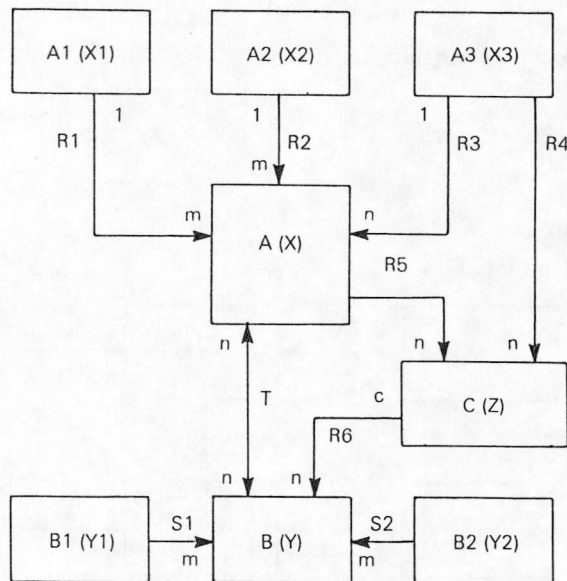 A1 (X1)
A2 (X2)
A3 (X3)
1
1
1
R1
R2
R3
R4
m
m
n
A (X)
R5
n
n
n
T
c
C (Z)
R6
n
n
B1 (Y1)
S1
m
B (Y)
S2
m
B2 (Y2)